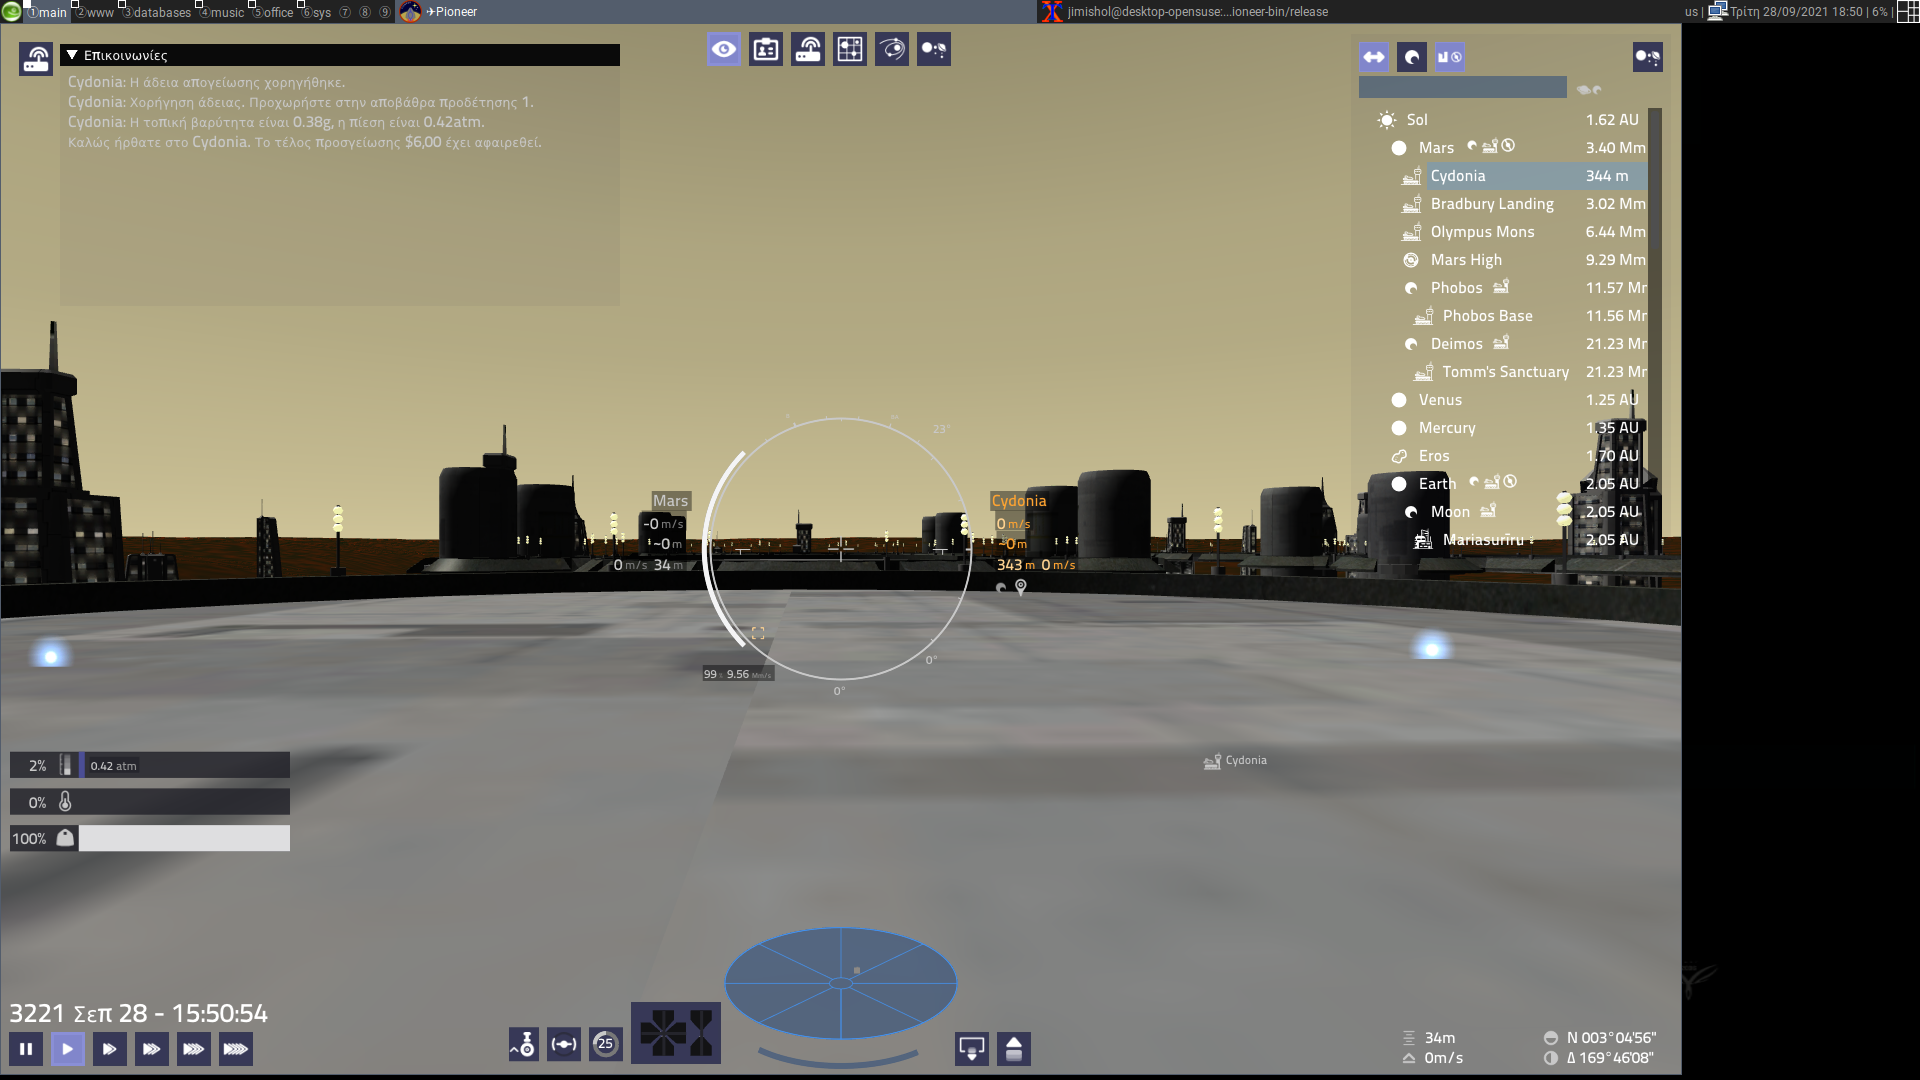 ①main ②www ③databases ④music ⑤office ⑥sys ⑦ ⑧ ⑨ ✈Pioneer jimishol@desktop-opensuse:...ioneer-bin/release us | Τρίτη 28/09/2021 18:50 | 6% |
▼ Επικοινωνίες
Cydonia: Η άδεια απογείωσης χορηγήθηκε.
Cydonia: Χορήγηση άδειας. Προχωρήστε στην αποβάθρα προδέτησης 1.
Cydonia: Η τοπική βαρύτητα είναι 0.38g, η πίεση είναι 0.42atm.
Καλώς ήρθατε στο Cydonia. Το τέλος προσγείωσης $6,00 έχει αφαιρεθεί.
Sol 1.62 AU
Mars 3.40 Mm
Cydonia 344 m
Bradbury Landing 3.02 Mm
Olympus Mons 6.44 Mm
Mars High 9.29 Mm
Phobos 11.57 Mr
Phobos Base 11.56 Mr
Deimos 21.23 Mr
Tomm's Sanctuary 21.23 Mr
Venus 1.25 AU
Mercury 1.35 AU
Eros 1.70 AU
Earth 2.05 AU
Moon 2.05 AU
Mariasurīru 2.05 AU
23°
Mars
-0 m/s
~0 m
0 m/s 34 m
Cydonia
0 m/s
~0 m
343 m 0 m/s
0°
99 % 9.56 Mm/s
0°
Cydonia
2% 0.42 atm
0%
100%
3221 Σεπ 28 - 15:50:54
25
34m
0m/s
N 003°04'56"
Δ 169°46'08"